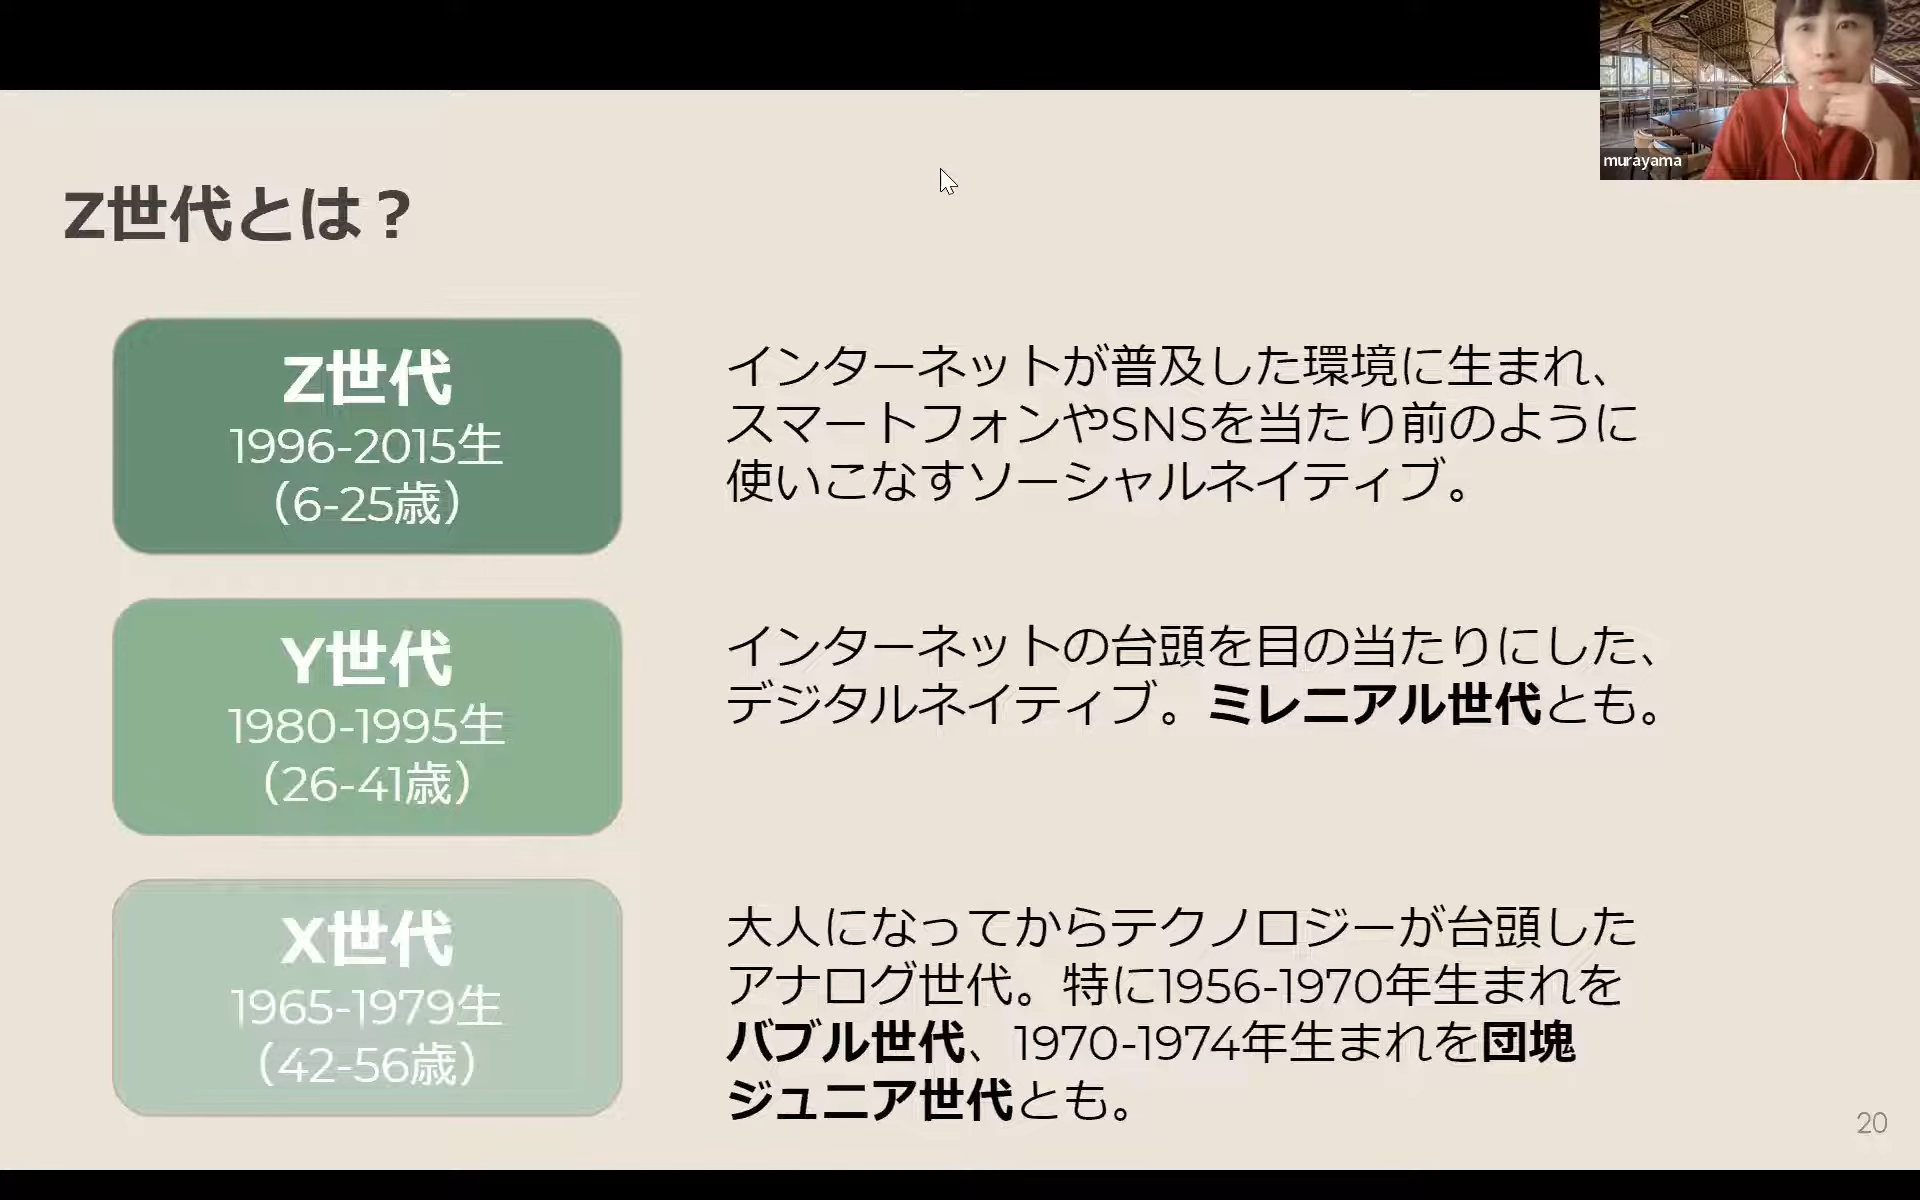 murayama
Z世代とは？
Z世代
1996-2015生
（6-25歳）
インターネットが普及した環境に生まれ、
スマートフォンやSNSを当たり前のように
使いこなすソーシャルネイティブ。
Y世代
1980-1995生
（26-41歳）
インターネットの台頭を目の当たりにした、
デジタルネイティブ。ミレニアル世代とも。
X世代
1965-1979生
（42-56歳）
大人になってからテクノロジーが台頭した
アナログ世代。特に1956-1970年生まれを
バブル世代、1970-1974年生まれを団塊
ジュニア世代とも。
20